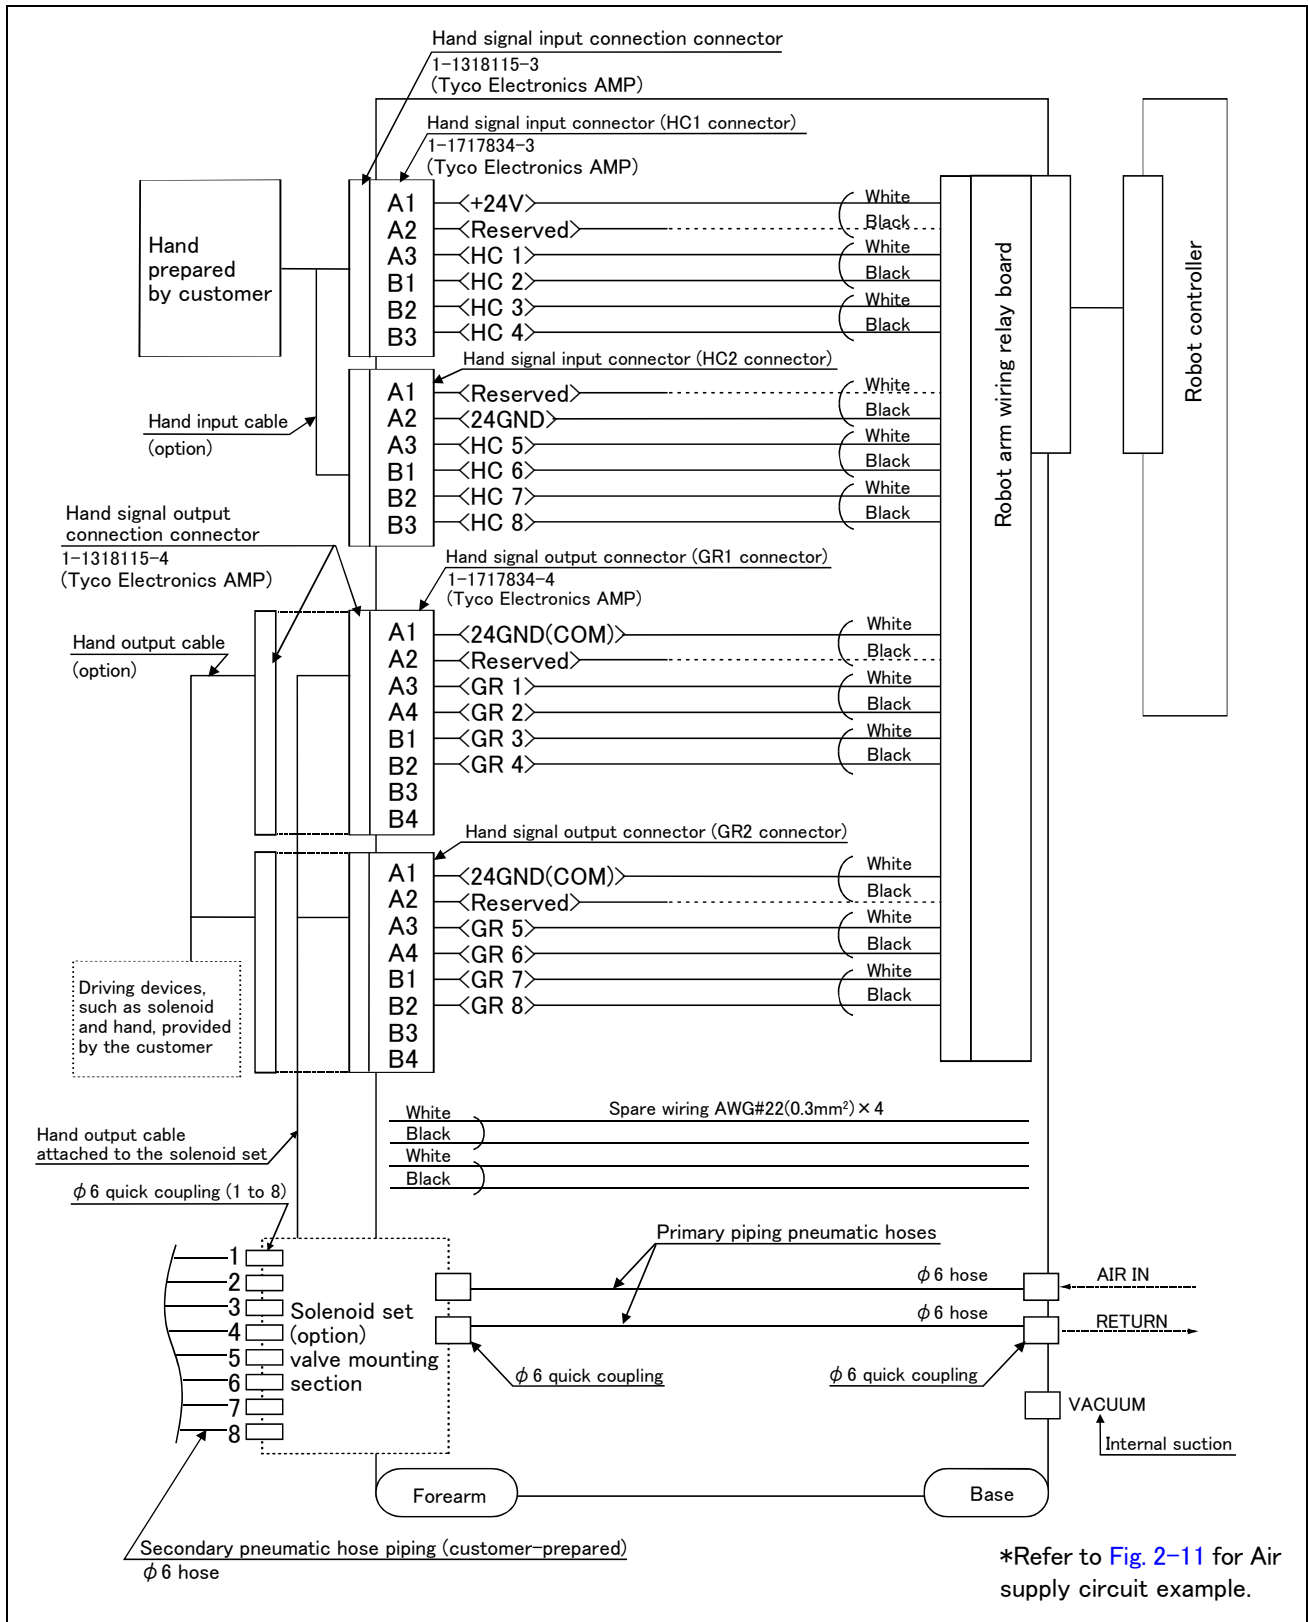 Hand signal input connection connector
1-1318115-3
(Tyco Electronics AMP)
Hand signal input connector (HC1 connector)
1-1717834-3
(Tyco Electronics AMP)
Hand
prepared
by customer
A1 <+24V> White
A2 <Reserved> Black
A3 <HC 1> White
B1 <HC 2> Black
B2 <HC 3> White
B3 <HC 4> Black
Robot arm wiring relay board
Robot controller
Hand signal input connector (HC2 connector)
A1 <Reserved> White
A2 <24GND> Black
A3 <HC 5> White
B1 <HC 6> Black
B2 <HC 7> White
B3 <HC 8> Black
Hand input cable
(option)
Hand signal output
connection connector
1-1318115-4
(Tyco Electronics AMP)
Hand signal output connector (GR1 connector)
1-1717834-4
(Tyco Electronics AMP)
Hand output cable
(option)
A1 <24GND(COM)> White
A2 <Reserved> Black
A3 <GR 1> White
A4 <GR 2> Black
B1 <GR 3> White
B2 <GR 4> Black
B3
B4
Hand signal output connector (GR2 connector)
A1 <24GND(COM)> White
A2 <Reserved> Black
A3 <GR 5> White
A4 <GR 6> Black
B1 <GR 7> White
B2 <GR 8> Black
B3
B4
Driving devices,
such as solenoid
and hand, provided
by the customer
White Spare wiring AWG#22(0.3mm²)×4
Black
White
Black
Hand output cable
attached to the solenoid set
φ6 quick coupling (1 to 8)
Primary piping pneumatic hoses
1
2
3
4
5
6
7
8
Solenoid set
(option)
valve mounting
section
φ6 hose AIR IN
φ6 hose RETURN
φ6 quick coupling φ6 quick coupling
VACUUM
Internal suction
Forearm Base
Secondary pneumatic hose piping (customer-prepared)
φ6 hose
*Refer to Fig. 2-11 for Air
supply circuit example.